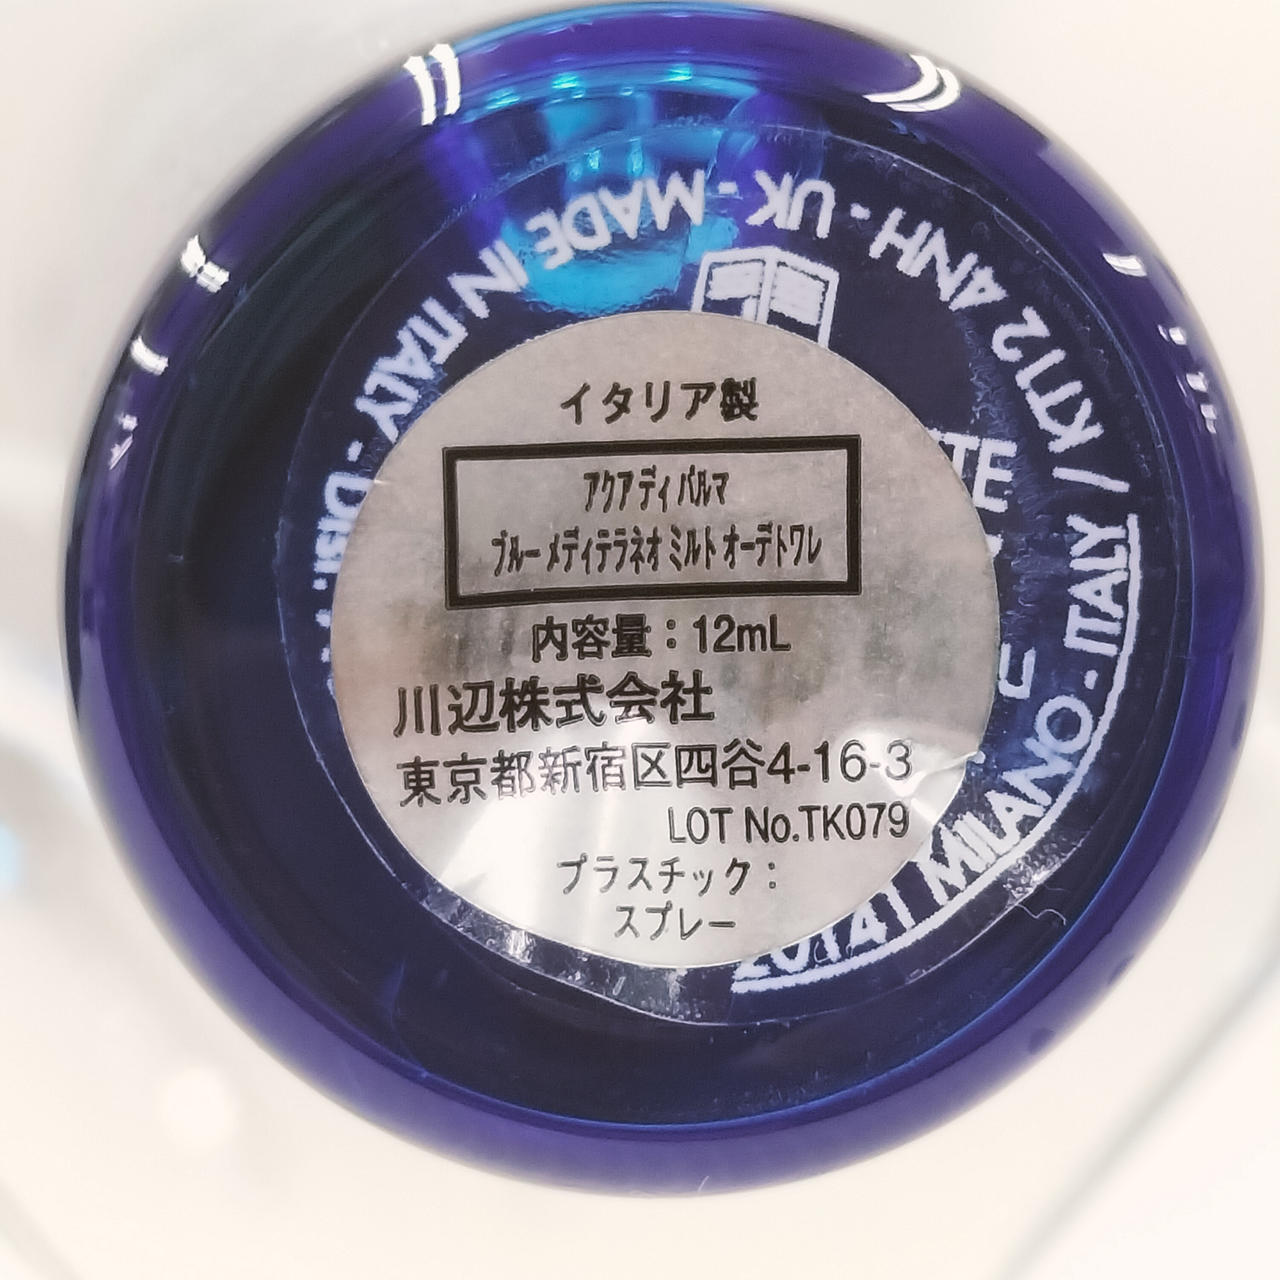 イタリア製
アクア ディ パルマ
ブルー メディテラネオ ミルト オーデトワレ
内容量：12mL
川辺株式会社
東京都新宿区四谷4-16-3
LOT No.TK079
プラスチック：
スプレー
20141 MILANO - ITALY / KT12 4NH - UK - MADE IN ITALY - DIST.